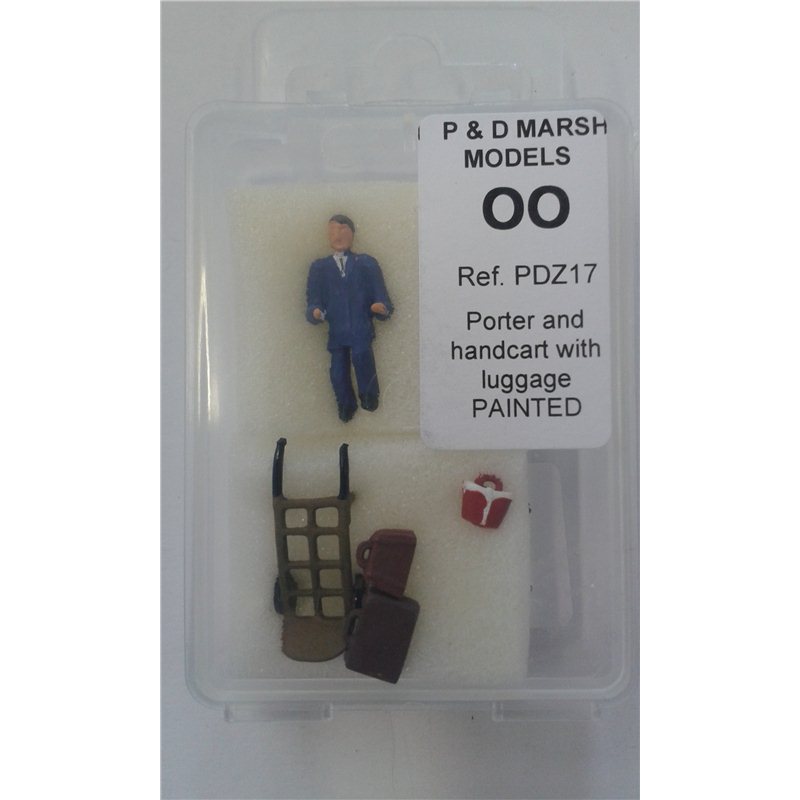 P & D MARSH
MODELS
OO
Ref. PDZ17
Porter and
handcart with
luggage
PAINTED